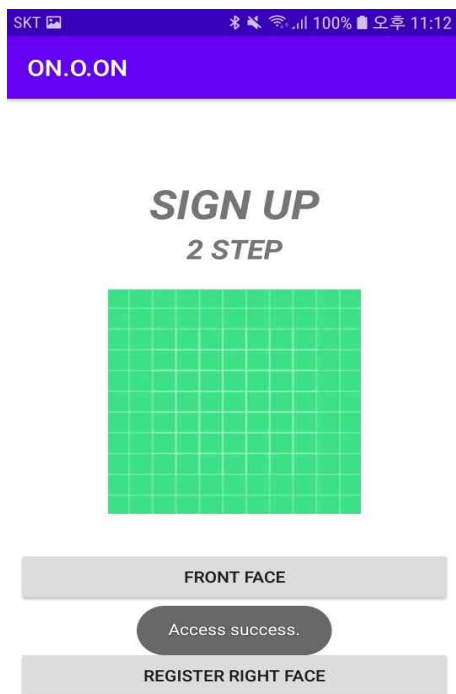 SKT 100% 오후 11:12
ON.O.ON
SIGN UP
2 STEP
FRONT FACE
Access success.
REGISTER RIGHT FACE